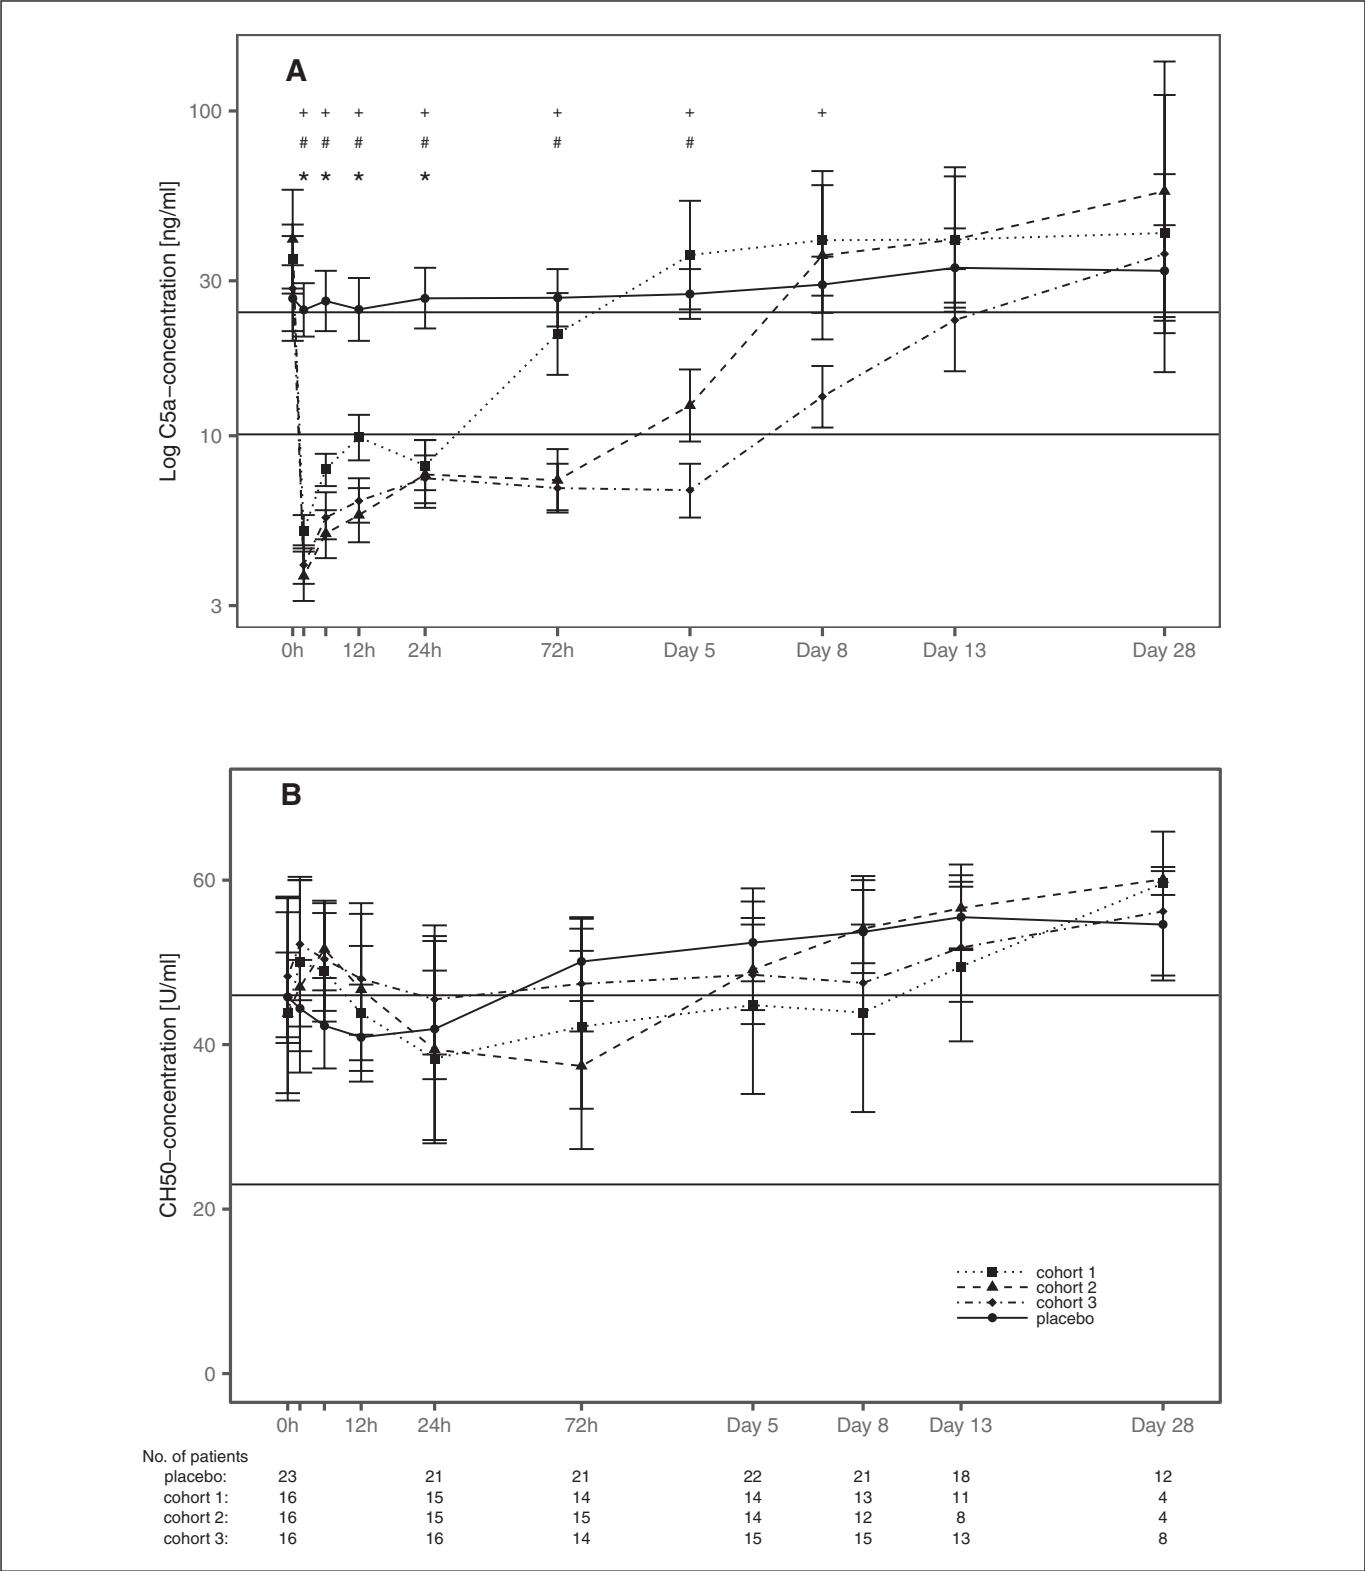 A
+ + + + + + +
# # # # # #
* * * *
Log C5a–concentration [ng/ml]
100
30
10
3
0h 12h 24h 72h Day 5 Day 8 Day 13 Day 28
B
CH50–concentration [U/ml]
60
40
20
0
cohort 1
cohort 2
cohort 3
placebo
0h 12h 24h 72h Day 5 Day 8 Day 13 Day 28
No. of patients
placebo: 23 21 21 22 21 18 12
cohort 1: 16 15 14 14 13 11 4
cohort 2: 16 15 15 14 12 8 4
cohort 3: 16 16 14 15 15 13 8